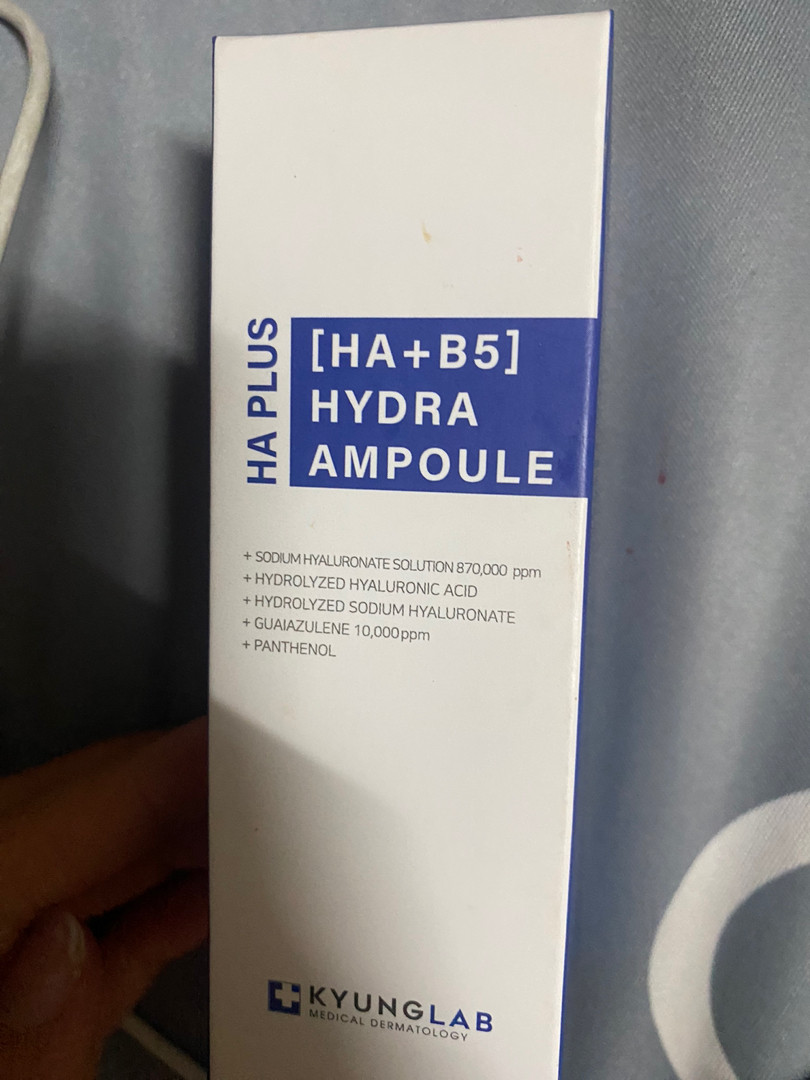 HA PLUS
[HA+B5]
HYDRA
AMPOULE
+ SODIUM HYALURONATE SOLUTION 870,000 ppm
+ HYDROLYZED HYALURONIC ACID
+ HYDROLYZED SODIUM HYALURONATE
+ GUAIAZULENE 10,000ppm
+ PANTHENOL
KYUNGLAB
MEDICAL DERMATOLOGY